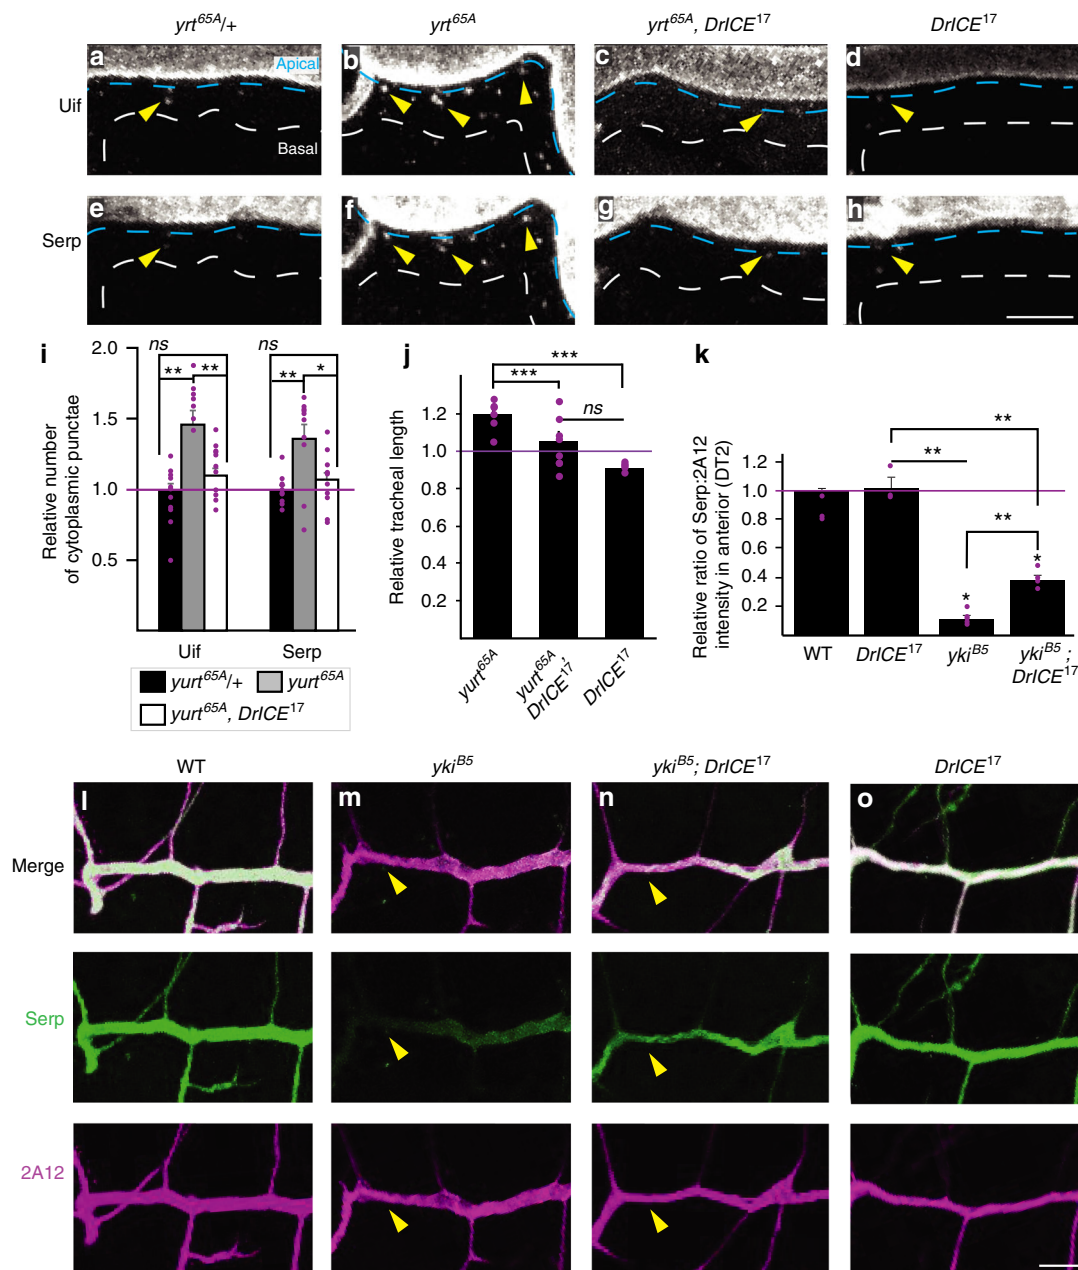 yrt65A/+ yrt65A yrt65A, DrICE17 DrICE17
a b c d
Apical
Uif
Basal
e f g h
Serp
i
ns ns
** ** ** *
2.0
1.5
1.0
0.5
Relative number
of cytoplasmic punctae
Uif Serp
yurt65A/+ yurt65A
yurt65A, DrICE17
j
***
***
ns
1.2
1.0
0.8
0.6
0.4
0.2
Relative tracheal length
yurt65A
yurt65A;
DrICE17
DrICE17
k
**
**
**
*
*
1.2
1.0
0.8
0.6
0.4
0.2
Relative ratio of Serp:2A12
intensity in anterior (DT2)
WT DrICE17 ykiB5 ykiB5;
DrICE17
WT ykiB5 ykiB5; DrICE17 DrICE17
l m n o
Merge
Serp
2A12